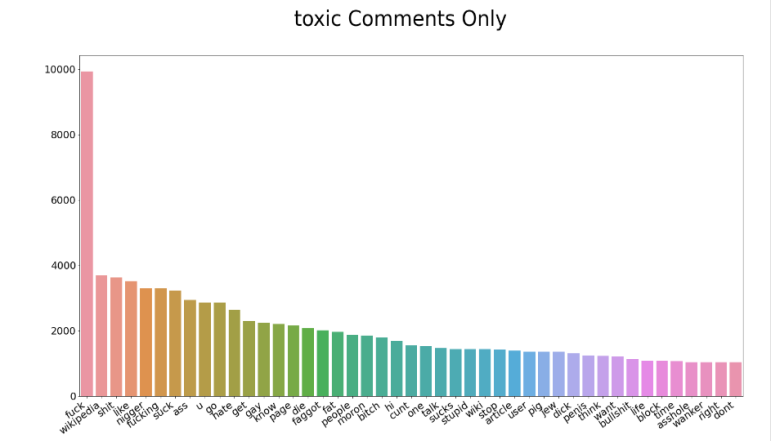 toxic Comments Only
10000
8000
6000
4000
2000
0
fuck
wikipedia
shit
like
nigger
fucking
suck
ass
u
go
hate
get
gay
know
page
die
faggot
fat
people
moron
bitch
hi
cunt
one
talk
sucks
stupid
wiki
stop
article
user
pig
jew
dick
penis
think
want
bullshit
life
block
time
asshole
wanker
right
dont